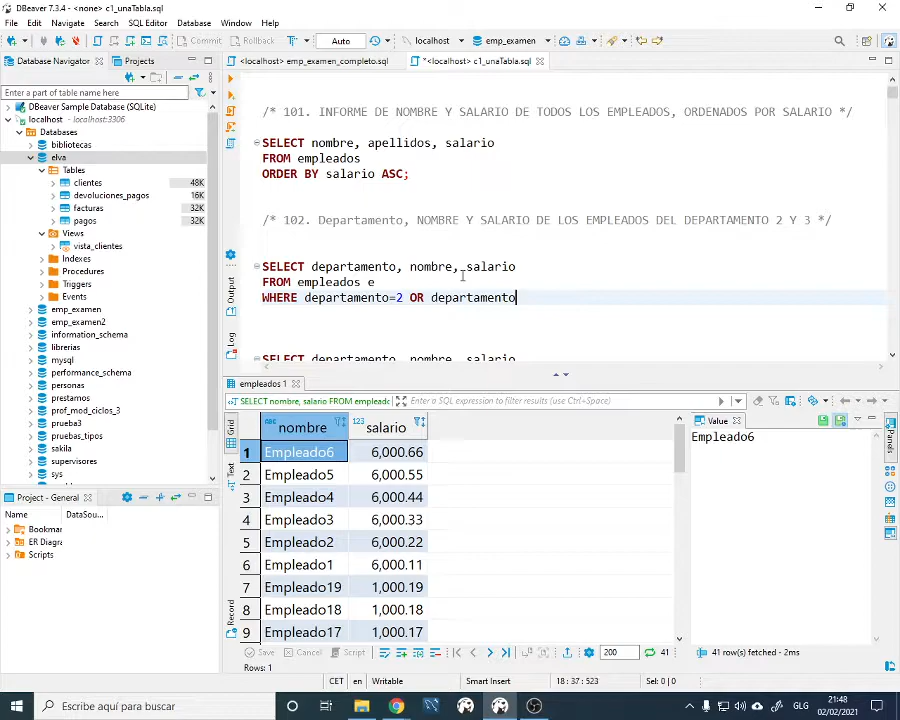 DBeaver 7.3.4 - <none> c1_unaTabla.sql
File Edit Navigate Search SQL Editor Database Window Help
Commit Rollback Auto localhost emp_examen
Database Navigator Projects
<localhost> emp_examen_completo.sql
*<localhost> c1_unaTabla.sql
Enter a part of table name here
DBeaver Sample Database (SQLite)
localhost - localhost:3306
Databases
bibliotecas
elva
Tables
clientes 48K
devoluciones_pagos 16K
facturas 32K
pagos 32K
Views
vista_clientes
Indexes
Procedures
Triggers
Events
emp_examen
emp_examen2
information_schema
librerias
mysql
performance_schema
personas
prestamos
prof_mod_ciclos_3
prueba3
pruebas_tipos
sakila
supervisores
sys
Project - General
Name DataSou...
Bookmar
ER Diagra
Scripts
/* 101. INFORME DE NOMBRE Y SALARIO DE TODOS LOS EMPLEADOS, ORDENADOS POR SALARIO */
SELECT nombre, apellidos, salario
FROM empleados
ORDER BY salario ASC;
/* 102. Departamento, NOMBRE Y SALARIO DE LOS EMPLEADOS DEL DEPARTAMENTO 2 Y 3 */
SELECT departamento, nombre, salario
FROM empleados e
WHERE departamento=2 OR departamento
SELECT departamento, nombre, salario
Output
Log
empleados 1
SELECT nombre, salario FROM empleado
Enter a SQL expression to filter results (use Ctrl+Space)
Grid
Text
Record
nombre salario
1 Empleado6 6,000.66
2 Empleado5 6,000.55
3 Empleado4 6,000.44
4 Empleado3 6,000.33
5 Empleado2 6,000.22
6 Empleado1 6,000.11
7 Empleado19 1,000.19
8 Empleado18 1,000.18
9 Empleado17 1,000.17
Value
Empleado6
Panels
Save Cancel Script 200 41 41 row(s) fetched - 2ms
Rows: 1
CET en Writable Smart Insert 18 : 37 : 523 Sel: 0 | 0
Escribe aquí para buscar
GLG
21:48
02/02/2021